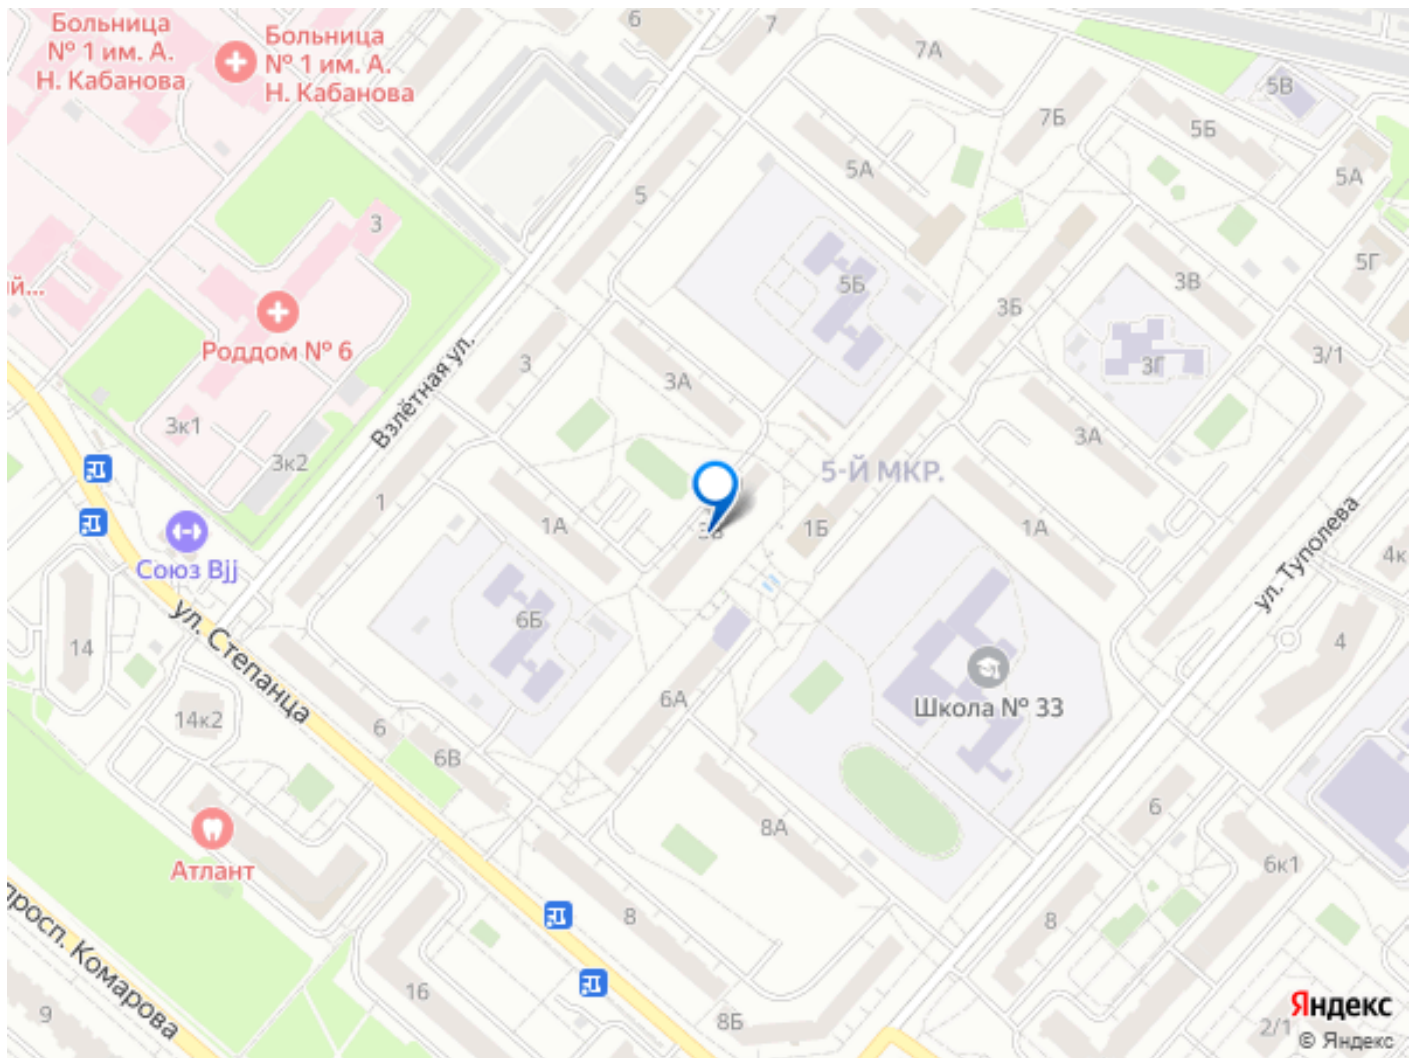 Больница
№ 1 им. А.
Н. Кабанова
Больница
№ 1 им. А.
Н. Кабанова
6
7
7А
5В
7Б
5Б
5А
5А
5
3
5Б
3Б
3В
5Г
й...
Роддом № 6
Взлётная ул.
3
3А
3Г
3/1
3к1
3к2
3А
5-Й МКР.
1
1А
1Б
1А
ул. Туполева
4к
Союз Bjj
ул. Степанца
6Б
14
4
6А
Школа № 33
14к2
6
6В
8А
6
Атлант
6к1
просп. Комарова
8
8
16
9
8Б
2/1
Яндекс
© Яндекс